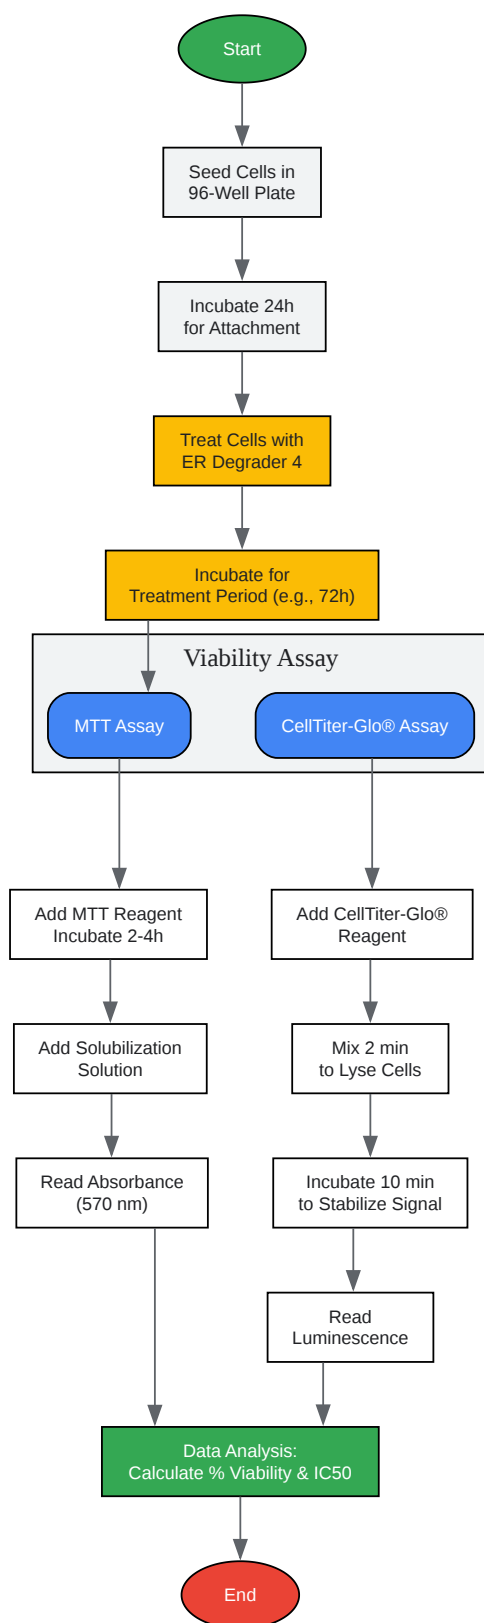 Start
Seed Cells in
96-Well Plate
Incubate 24h
for Attachment
Treat Cells with
ER Degrader 4
Incubate for
Treatment Period (e.g., 72h)
Viability Assay
MTT Assay
CellTiter-Glo® Assay
Add MTT Reagent
Incubate 2-4h
Add CellTiter-Glo®
Reagent
Add Solubilization
Solution
Mix 2 min
to Lyse Cells
Read Absorbance
(570 nm)
Incubate 10 min
to Stabilize Signal
Read
Luminescence
Data Analysis:
Calculate % Viability & IC50
End